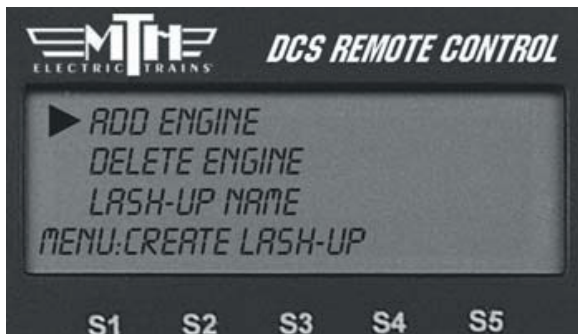 MTH
ELECTRIC TRAINS
DCS REMOTE CONTROL
ADD ENGINE
DELETE ENGINE
LASH-UP NAME
MENU:CREATE LASH-UP
S1 S2 S3 S4 S5